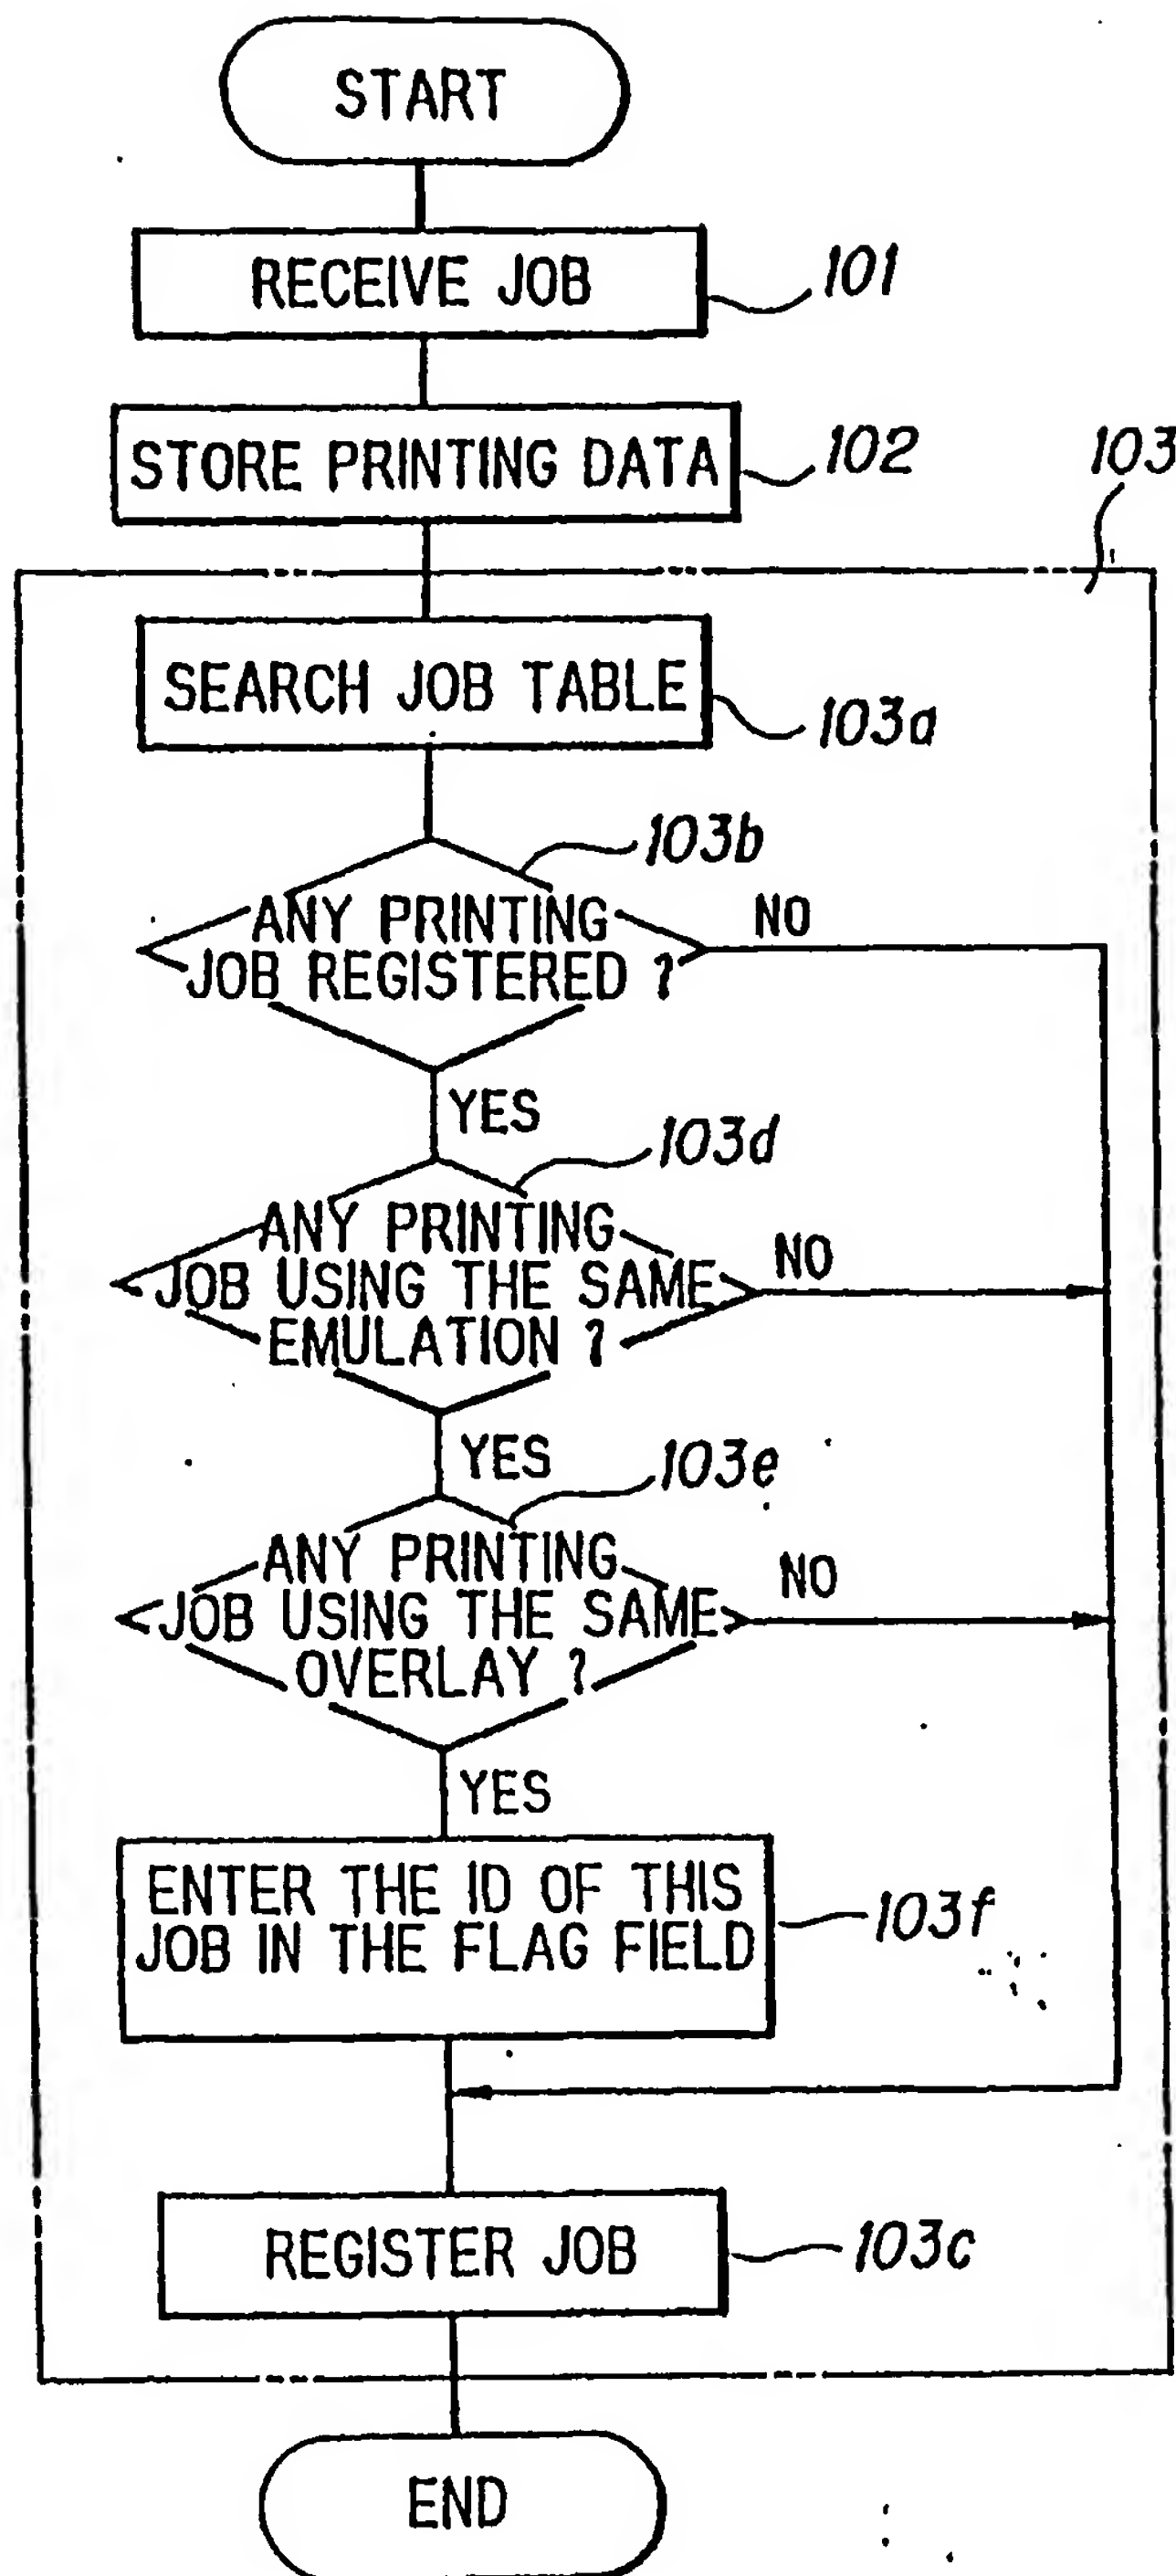 START
RECEIVE JOB
101
STORE PRINTING DATA
102
103
SEARCH JOB TABLE
103a
103b
ANY PRINTING
JOB REGISTERED ?
NO
YES
103d
ANY PRINTING
JOB USING THE SAME
EMULATION ?
NO
YES
103e
ANY PRINTING
JOB USING THE SAME
OVERLAY ?
NO
YES
ENTER THE ID OF THIS
JOB IN THE FLAG FIELD
103f
REGISTER JOB
103c
END